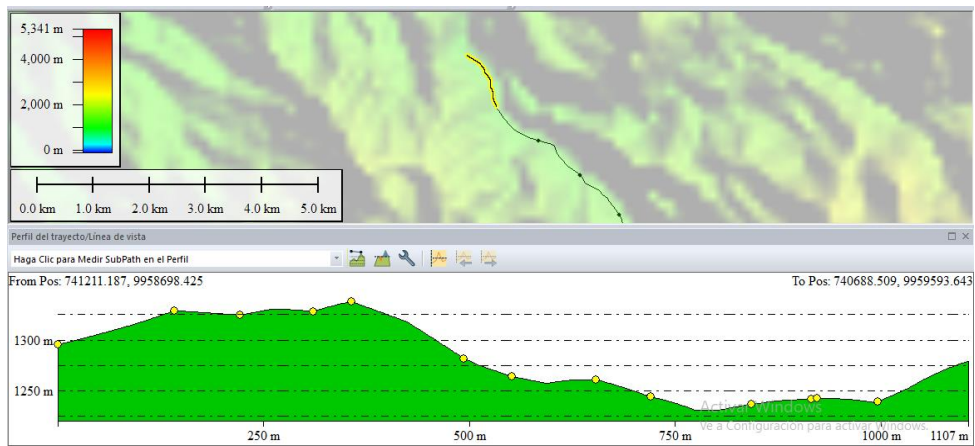 5,341 m
4,000 m
2,000 m
0 m
0.0 km 1.0 km 2.0 km 3.0 km 4.0 km 5.0 km
Perfil del trayecto/Línea de vista
Haga Clic para Medir SubPath en el Perfil
From Pos: 741211.187, 9958698.425 To Pos: 740688.509, 9959593.643
1300 m
1250 m
Activar Windows
Ve a Configuración para activar Windows.
250 m 500 m 750 m 1000 m 1107 m